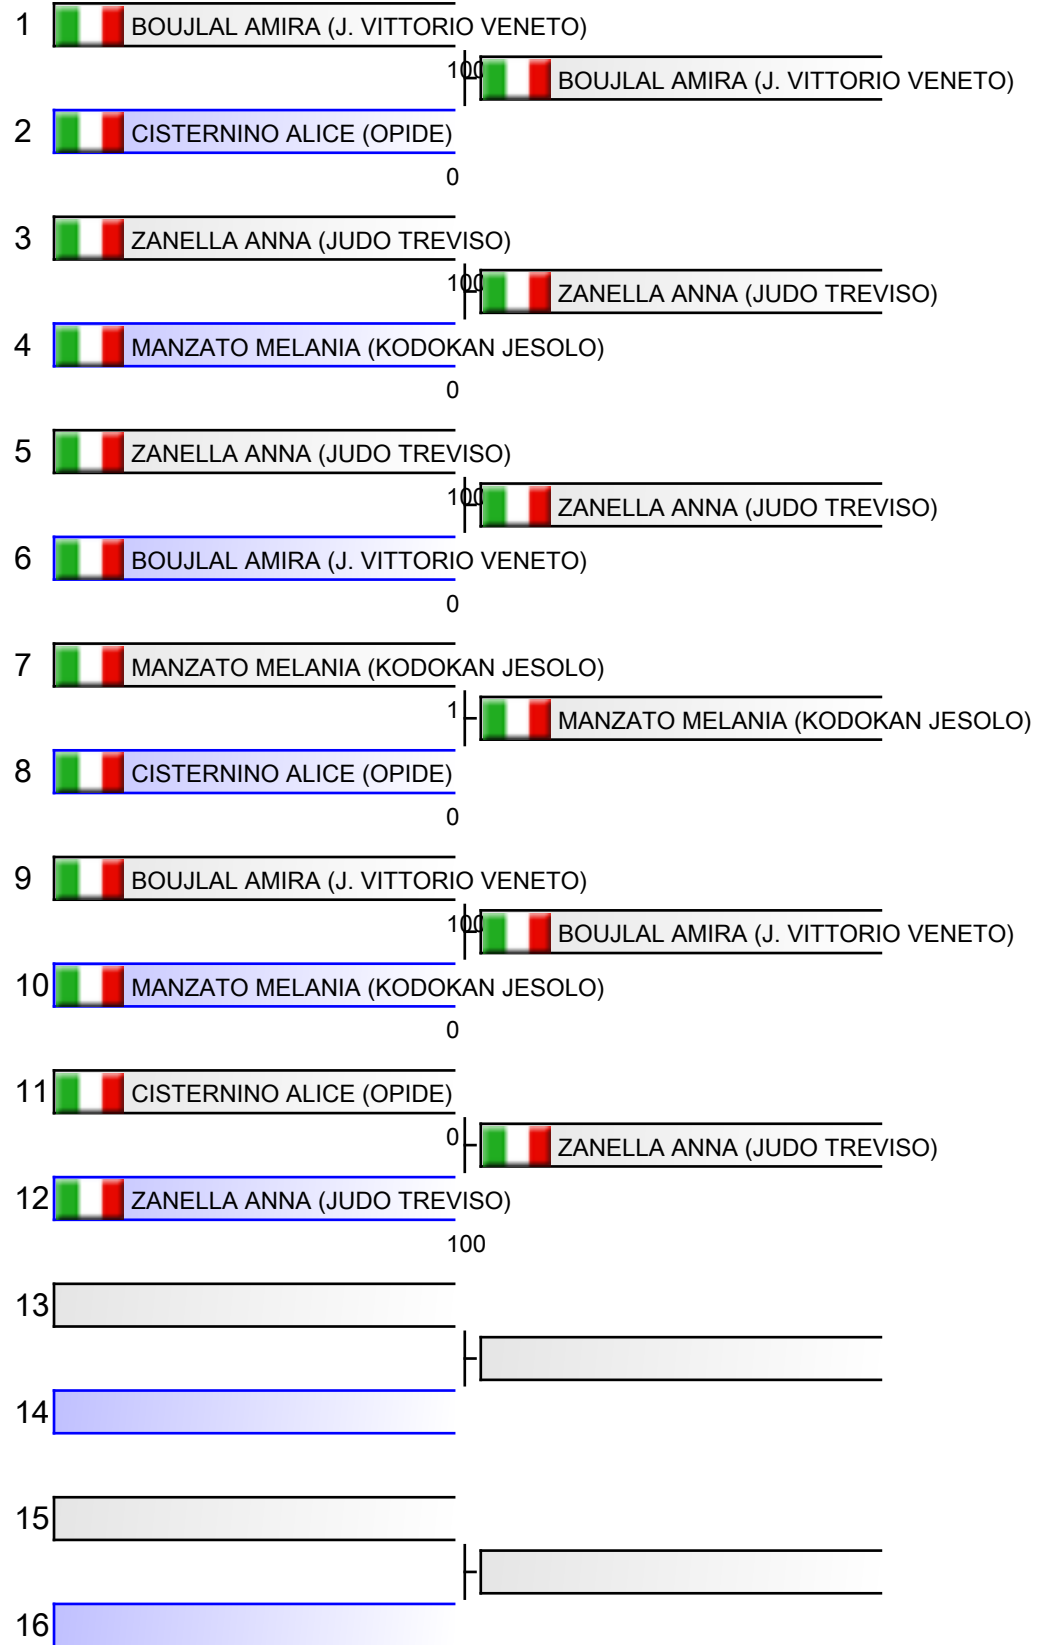 1 BOUJLAL AMIRA (J. VITTORIO VENETO)
100 BOUJLAL AMIRA (J. VITTORIO VENETO)
2 CISTERNINO ALICE (OPIDE)
0
3 ZANELLA ANNA (JUDO TREVISO)
100 ZANELLA ANNA (JUDO TREVISO)
4 MANZATO MELANIA (KODOKAN JESOLO)
0
5 ZANELLA ANNA (JUDO TREVISO)
100 ZANELLA ANNA (JUDO TREVISO)
6 BOUJLAL AMIRA (J. VITTORIO VENETO)
0
7 MANZATO MELANIA (KODOKAN JESOLO)
1 MANZATO MELANIA (KODOKAN JESOLO)
8 CISTERNINO ALICE (OPIDE)
0
9 BOUJLAL AMIRA (J. VITTORIO VENETO)
100 BOUJLAL AMIRA (J. VITTORIO VENETO)
10 MANZATO MELANIA (KODOKAN JESOLO)
0
11 CISTERNINO ALICE (OPIDE)
0 ZANELLA ANNA (JUDO TREVISO)
12 ZANELLA ANNA (JUDO TREVISO)
100
13
14
15
16